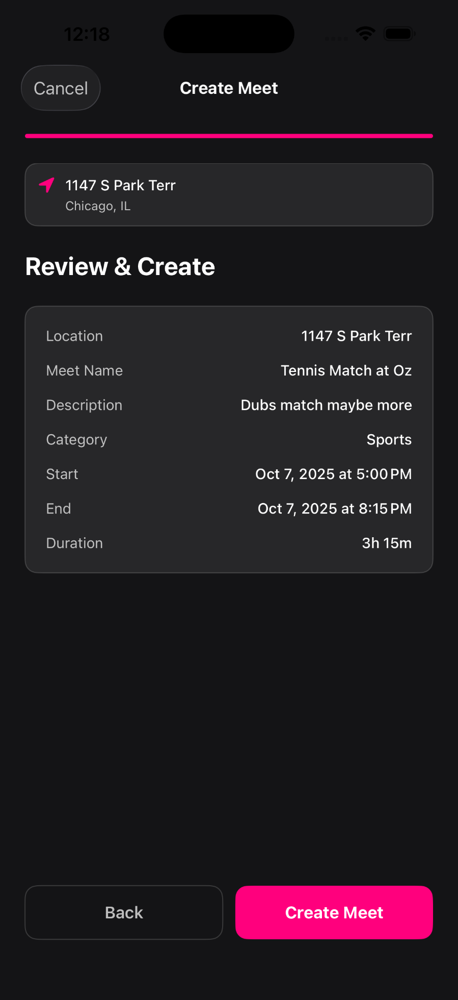 12:18
Cancel
Create Meet
1147 S Park Terr
Chicago, IL
Review & Create
Location 1147 S Park Terr
Meet Name Tennis Match at Oz
Description Dubs match maybe more
Category Sports
Start Oct 7, 2025 at 5:00 PM
End Oct 7, 2025 at 8:15 PM
Duration 3h 15m
Back
Create Meet